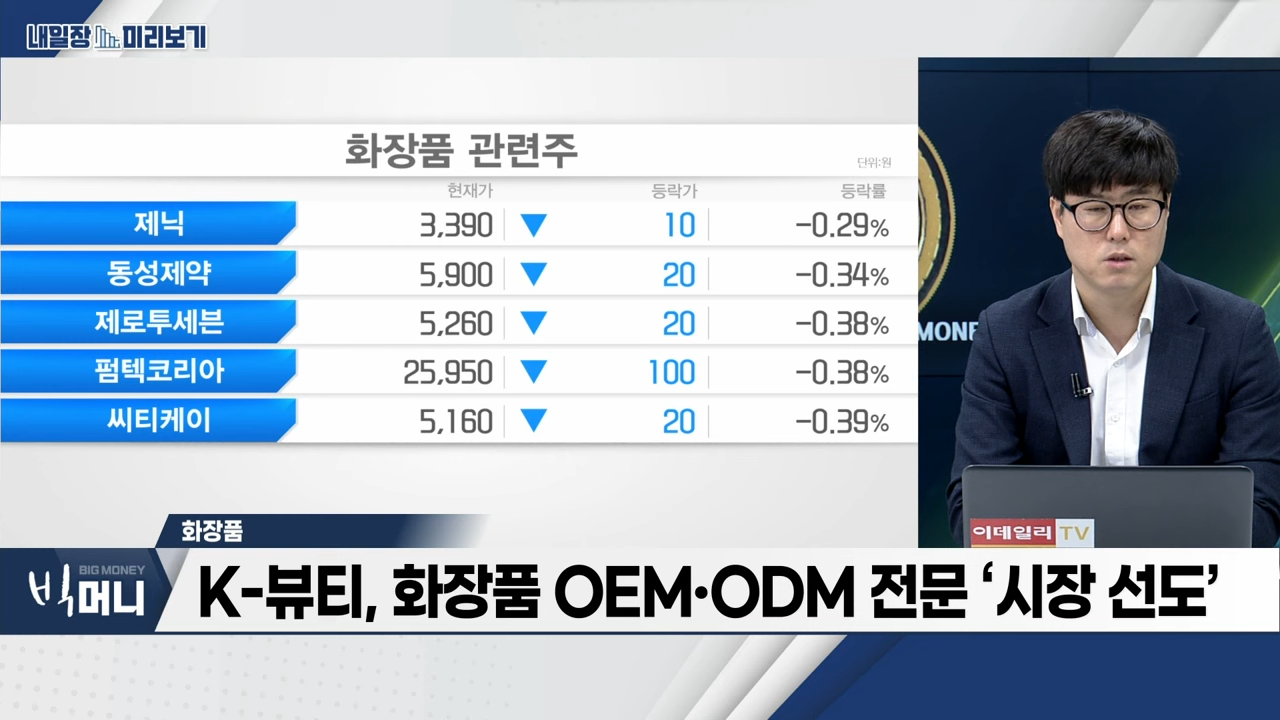 내일장 미리보기
화장품 관련주
단위:원
현재가 등락가 등락률
제닉 3,390 ▼ 10 -0.29%
동성제약 5,900 ▼ 20 -0.34%
제로투세븐 5,260 ▼ 20 -0.38%
펌텍코리아 25,950 ▼ 100 -0.38%
씨티케이 5,160 ▼ 20 -0.39%
MONE
이데일리 TV
화장품
BIG MONEY
빅머니
K-뷰티, 화장품 OEM·ODM 전문 ‘시장 선도’